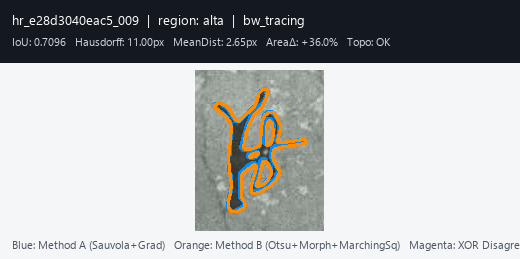 hr_e28d3040eac5_009 | region: alta | bw_tracing
IoU: 0.7096 Hausdorff: 11.00px MeanDist: 2.65px AreaΔ: +36.0% Topo: OK
Blue: Method A (Sauvola+Grad) Orange: Method B (Otsu+Morph+MarchingSq) Magenta: XOR Disagre